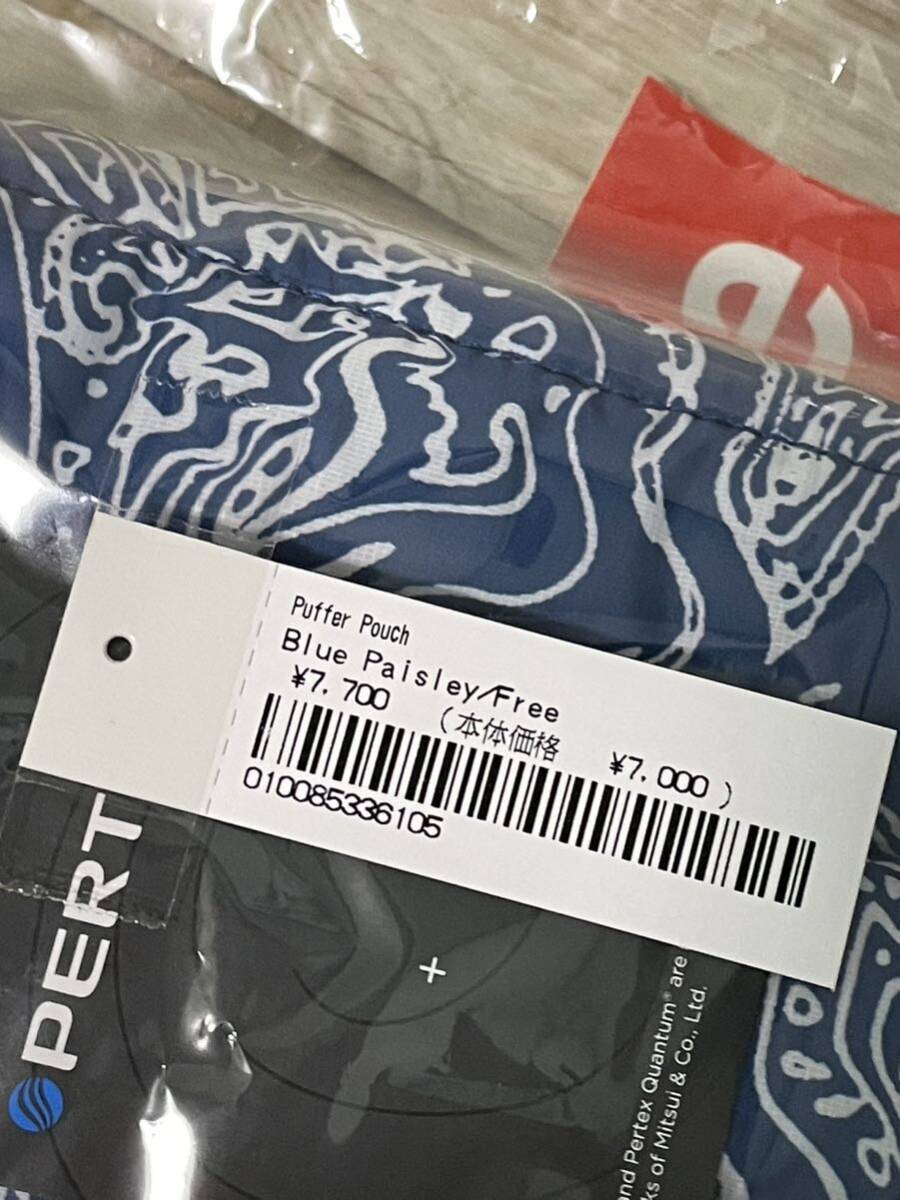 Puffer Pouch
Blue Paisley/Free
¥7,700 (本体価格 ¥7,000)
010085336105
PERT
+
and Pertex Quantum® are
ks of Mitsui & Co., Ltd.